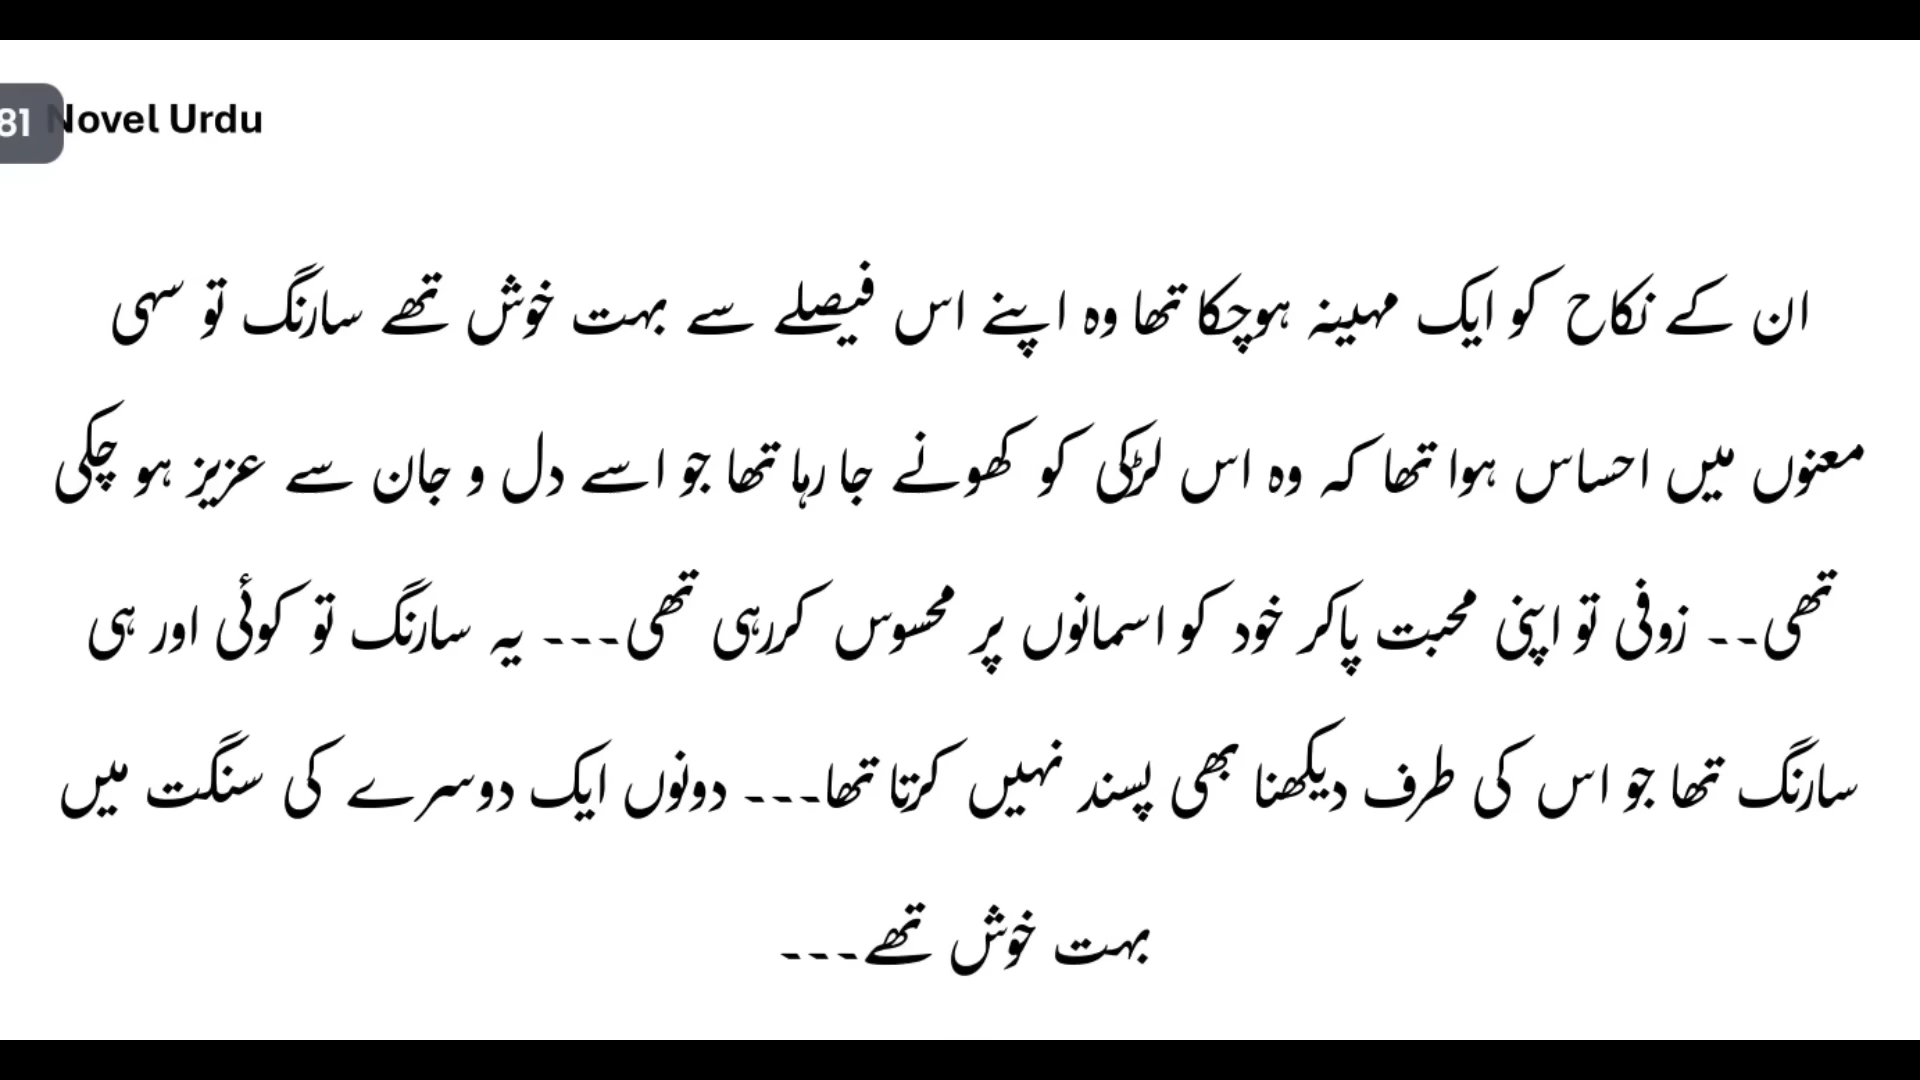 81
Novel Urdu
ان کے نکاح کو ایک مہینہ ہوچکا تھا وہ اپنے اس فیصلے سے بہت خوش تھے سارنگ تو سہی
معنوں میں احساس ہوا تھا کہ وہ اس لڑکی کو کھونے جا رہا تھا جو اسے دل و جان سے عزیز ہو چکی
تھی۔۔ زوفی تو اپنی محبت پاکر خود کو اسمانوں پر محسوس کررہی تھی۔۔۔ یہ سارنگ تو کوئی اور ہی
سارنگ تھا جو اس کی طرف دیکھنا بھی پسند نہیں کرتا تھا۔۔۔ دونوں ایک دوسرے کی سنگت میں
بہت خوش تھے۔۔۔